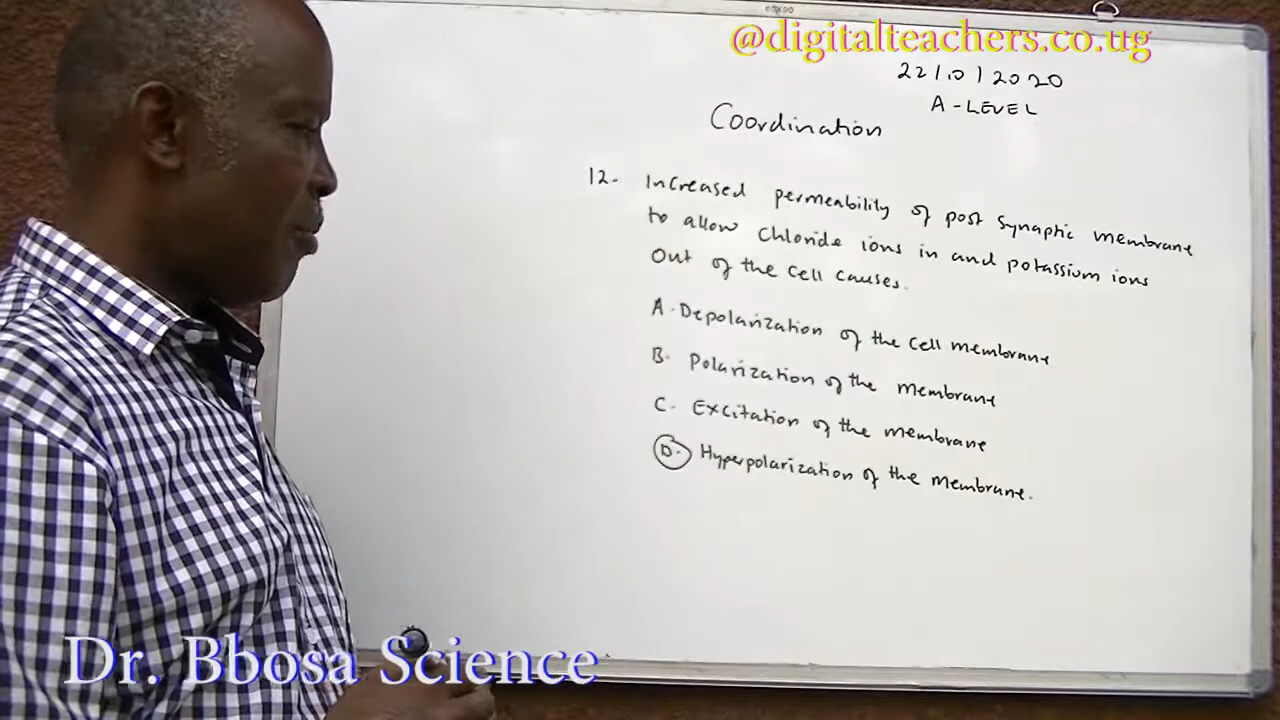 @digitalteachers.co.ug
22/10/2020
A-LEVEL
Coordination
12. Increased permeability of post synaptic membrane
to allow chloride ions in and potassium ions
Out of the cell causes.
A. Depolarization of the cell membrane
B. Polarization of the membrane
C. Excitation of the membrane
D. Hyperpolarization of the membrane.
Dr. Bbosa Science